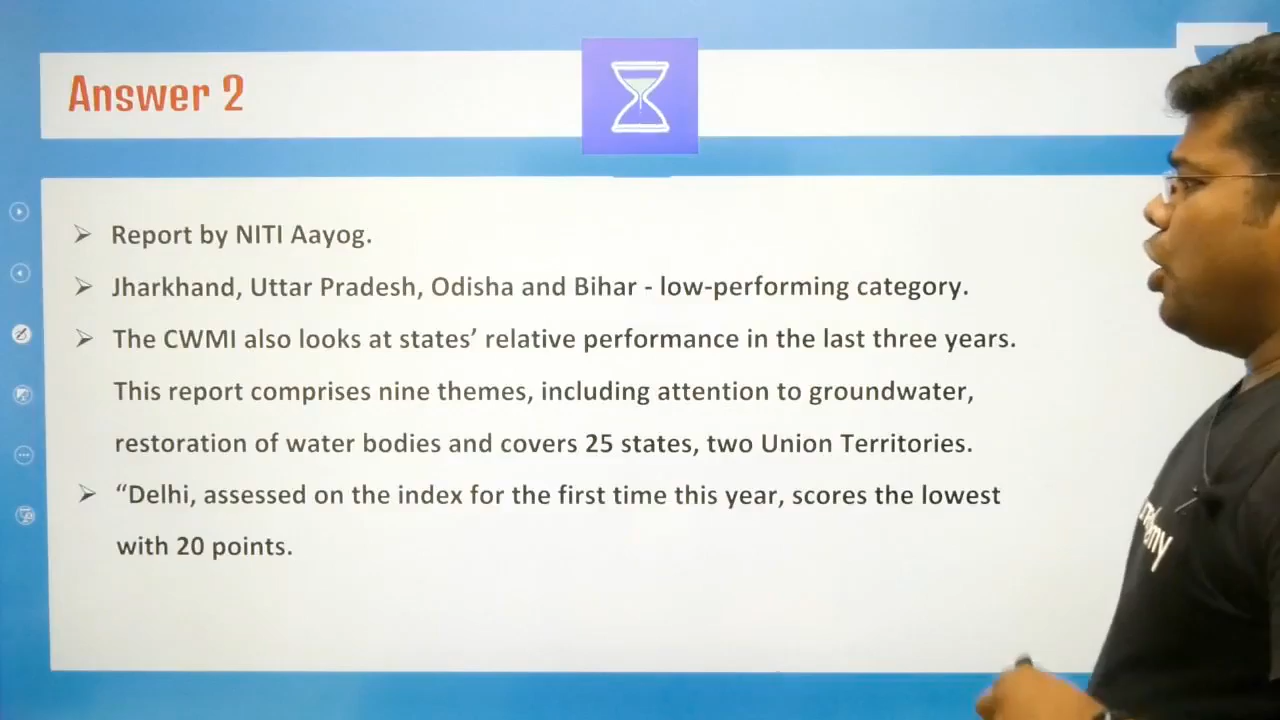 Answer 2
➢ Report by NITI Aayog.
➢ Jharkhand, Uttar Pradesh, Odisha and Bihar - low-performing category.
➢ The CWMI also looks at states’ relative performance in the last three years.
This report comprises nine themes, including attention to groundwater,
restoration of water bodies and covers 25 states, two Union Territories.
➢ “Delhi, assessed on the index for the first time this year, scores the lowest
with 20 points.